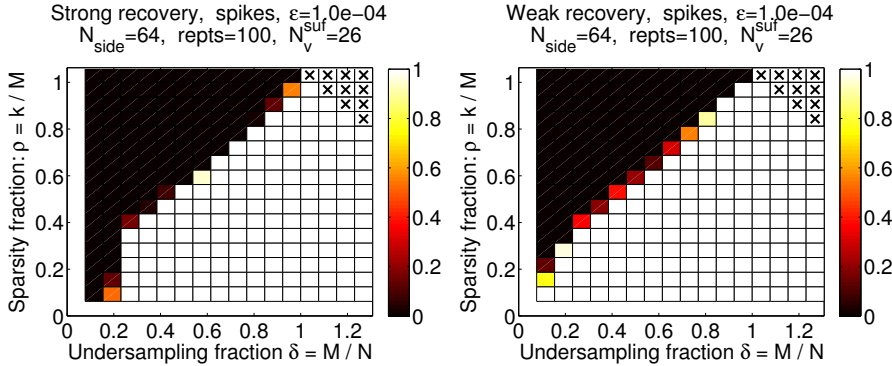 Strong recovery, spikes, ε=1.0e−04
N_side=64, repts=100, N_v^suf=26
1
0.8
0.6
0.4
0.2
0
Sparsity fraction: ρ = k / M
0 0.2 0.4 0.6 0.8 1 1.2
Undersampling fraction δ = M / N
1
0.8
0.6
0.4
0.2
0
Weak recovery, spikes, ε=1.0e−04
N_side=64, repts=100, N_v^suf=26
1
0.8
0.6
0.4
0.2
0
Sparsity fraction: ρ = k / M
0 0.2 0.4 0.6 0.8 1 1.2
Undersampling fraction δ = M / N
1
0.8
0.6
0.4
0.2
0